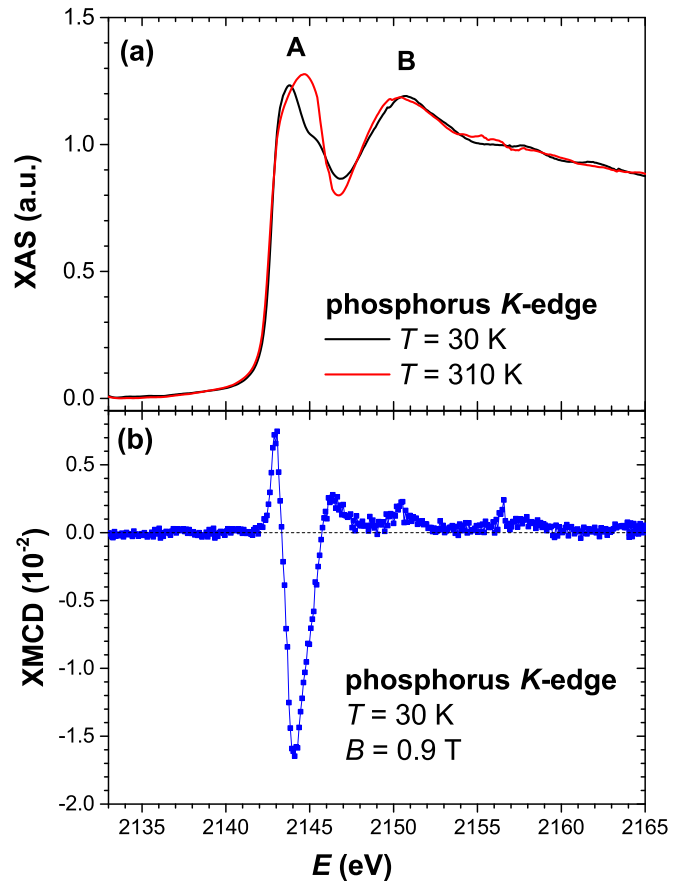 (a)
A
B
1.5
1.0
0.5
0.0
XAS (a.u.)
phosphorus K-edge
T = 30 K
T = 310 K
(b)
0.5
0.0
-0.5
-1.0
-1.5
-2.0
XMCD (10-2)
phosphorus K-edge
T = 30 K
B = 0.9 T
2135 2140 2145 2150 2155 2160 2165
E (eV)